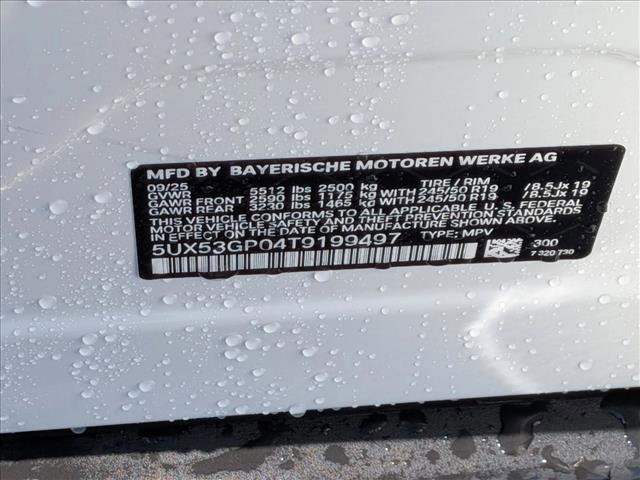 MFD BY BAYERISCHE MOTOREN WERKE AG
09/25 5512 lbs 2500 kg TIRE / RIM
GVWR
GAWR FRONT 2590 lbs 1175 kg WITH 245/50 R19 /8.5Jx 19
GAWR REAR 3230 lbs 1465 kg WITH 245/50 R19 /8.5Jx 19
THIS VEHICLE CONFORMS TO ALL APPLICABLE U.S. FEDERAL
MOTOR VEHICLE SAFETY AND THEFT PREVENTION STANDARDS
IN EFFECT ON THE DATE OF MANUFACTURE SHOWN ABOVE.
5UX53GP04T9199497 TYPE: MPV
300
7 320 730